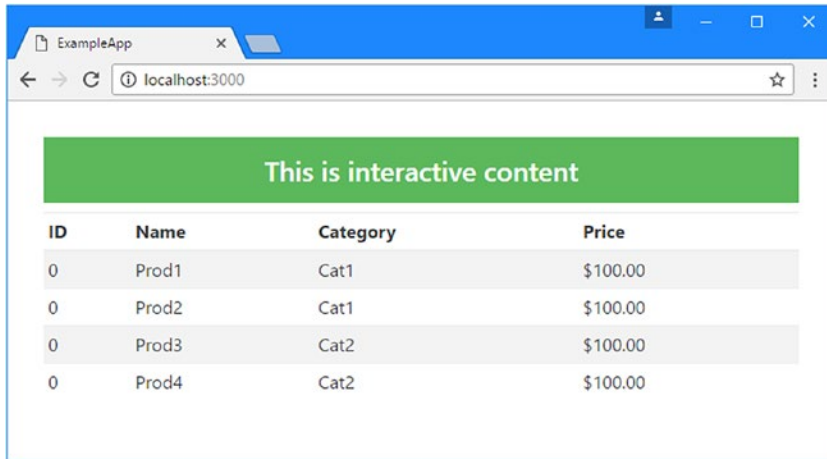 ExampleApp
localhost:3000
This is interactive content
ID Name Category Price
0 Prod1 Cat1 $100.00
0 Prod2 Cat1 $100.00
0 Prod3 Cat2 $100.00
0 Prod4 Cat2 $100.00